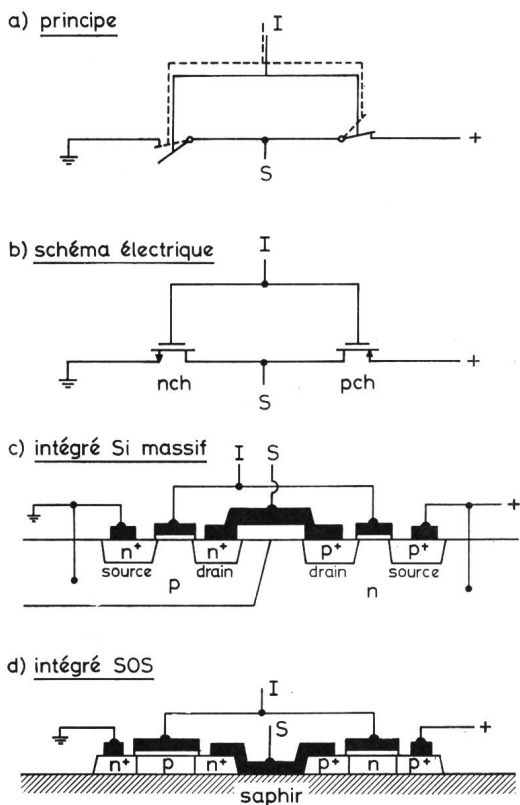 a) principe
I
+
S
b) schéma électrique
I
+
nch pch
S
c) intégré Si massif
I S
+
n⁺ n⁺ p⁺ p⁺
source drain drain source
p n
d) intégré SOS
I
S
+
n⁺ p n⁺ p⁺ n p⁺
saphir